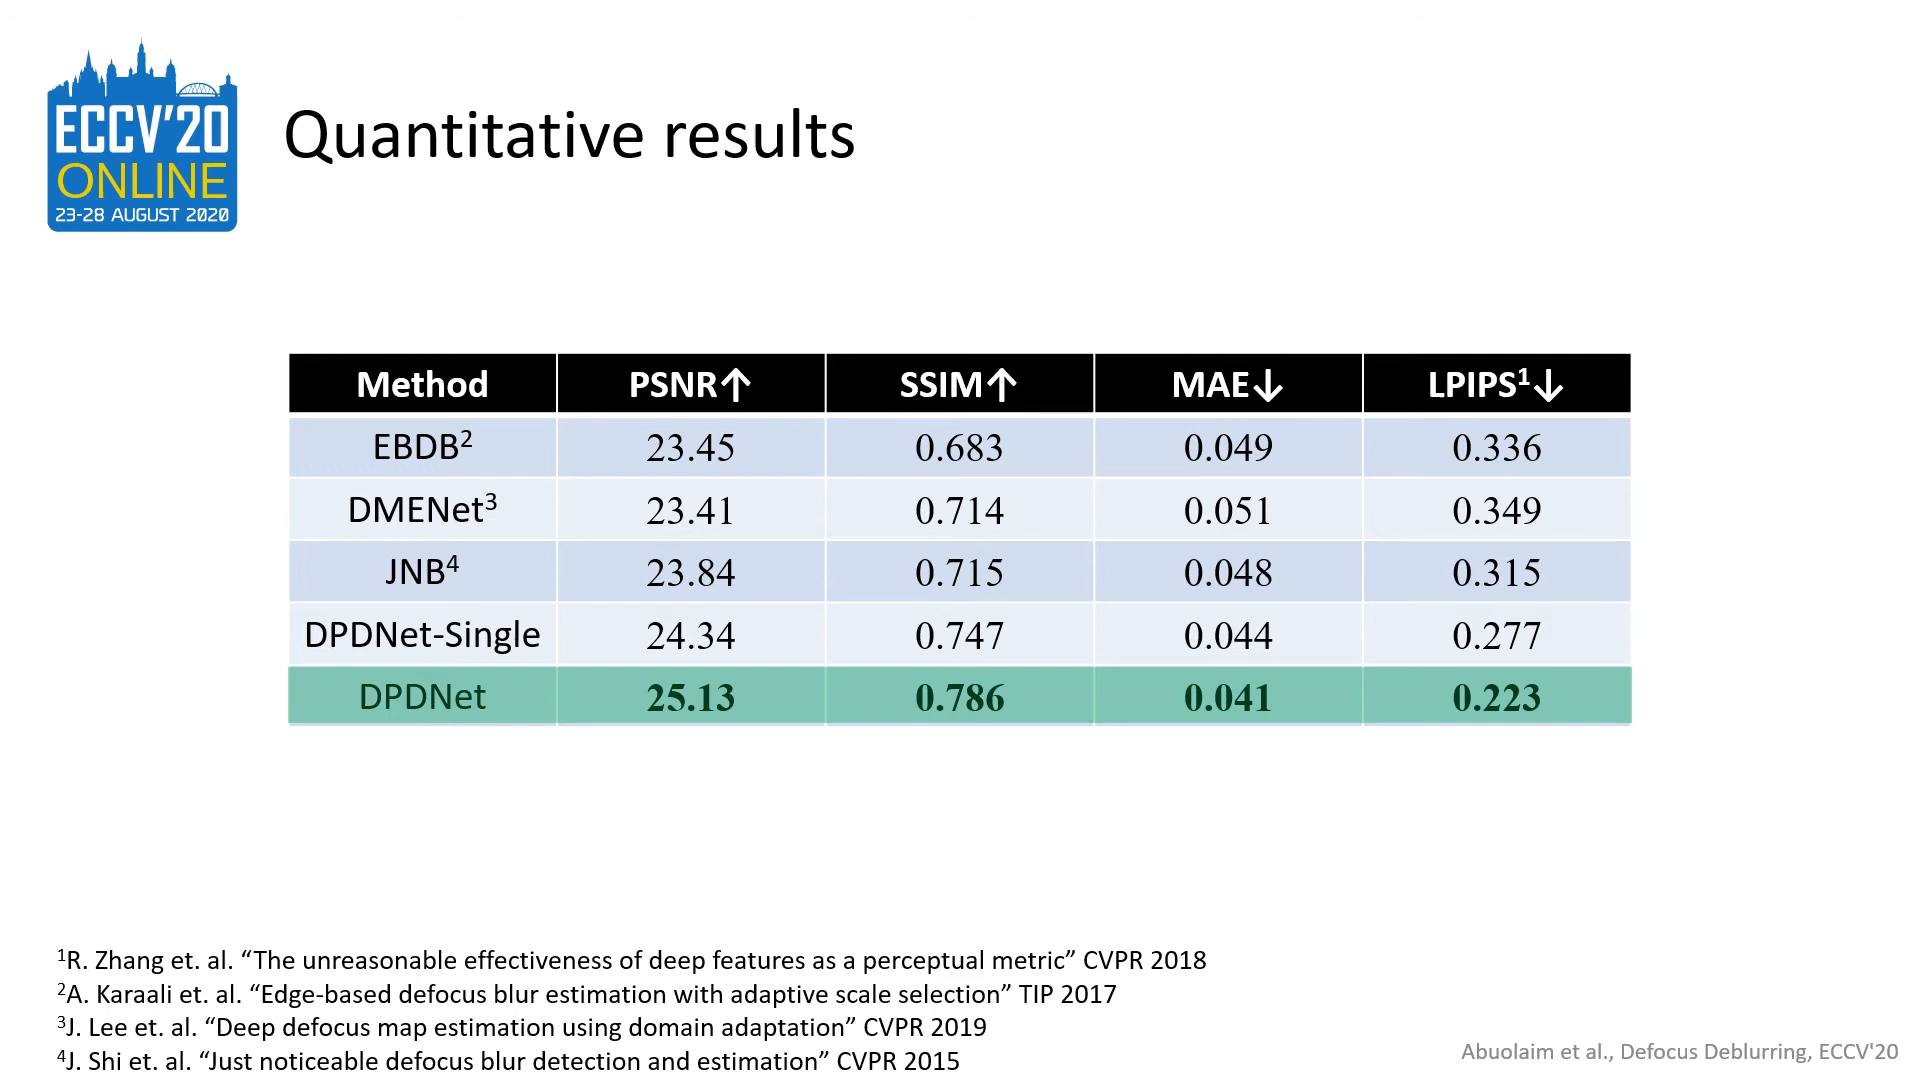 ECCV'20
ONLINE
23-28 AUGUST 2020
Quantitative results
Method PSNR↑ SSIM↑ MAE↓ LPIPS¹↓
EBDB² 23.45 0.683 0.049 0.336
DMENet³ 23.41 0.714 0.051 0.349
JNB⁴ 23.84 0.715 0.048 0.315
DPDNet-Single 24.34 0.747 0.044 0.277
DPDNet 25.13 0.786 0.041 0.223
¹R. Zhang et. al. “The unreasonable effectiveness of deep features as a perceptual metric” CVPR 2018
²A. Karaali et. al. “Edge-based defocus blur estimation with adaptive scale selection” TIP 2017
³J. Lee et. al. “Deep defocus map estimation using domain adaptation” CVPR 2019
⁴J. Shi et. al. “Just noticeable defocus blur detection and estimation” CVPR 2015
Abuolaim et al., Defocus Deblurring, ECCV'20